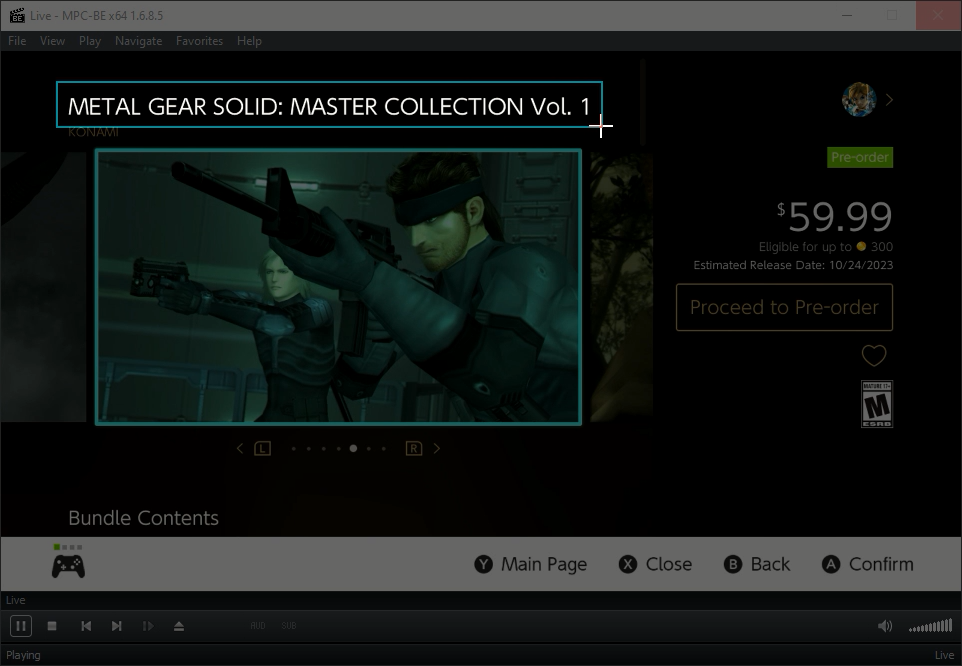 Live - MPC-BE x64 1.6.8.5
File View Play Navigate Favorites Help
METAL GEAR SOLID: MASTER COLLECTION Vol. 1
KONAMI
Pre-order
$59.99
Eligible for up to 300
Estimated Release Date: 10/24/2023
Proceed to Pre-order
MATURE 17+
M
ESRB
L R
Bundle Contents
Y Main Page X Close B Back A Confirm
Live
AUD SUB
Playing Live